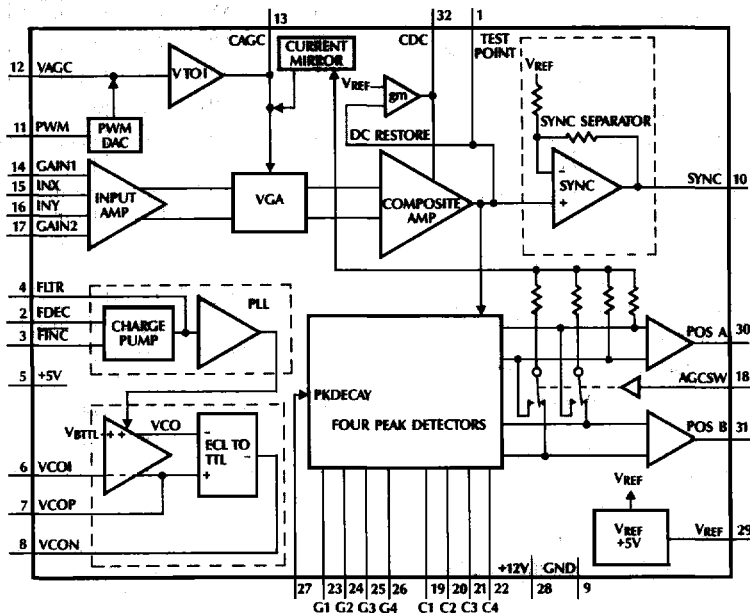 13
32
1
CAGC
CURRENT
MIRROR
CDC
TEST
POINT
12 VAGC
V TO I
VREF
gm
VREF
SYNC SEPARATOR
11 PWM
PWM
DAC
DC RESTORE
14 GAIN1
15 INX
16 INY
17 GAIN2
INPUT
AMP
VGA
COMPOSITE
AMP
-
SYNC
+
SYNC 10
4 FLTR
2 FDEC
3 FINC
CHARGE
PUMP
PLL
5 +5V
PKDECAY
FOUR PEAK DETECTORS
POS A 30
AGCSW 18
POS B 31
VBTTL
+ +
VCO
-
ECL TO
TTL
6 VCOI
- -
+ -
7 VCOP
8 VCON
VREF
VREF
+5V
VREF 29
+12V GND
27 23 24 25 26 19 20 21 22 28 9
G1 G2 G3 G4 C1 C2 C3 C4